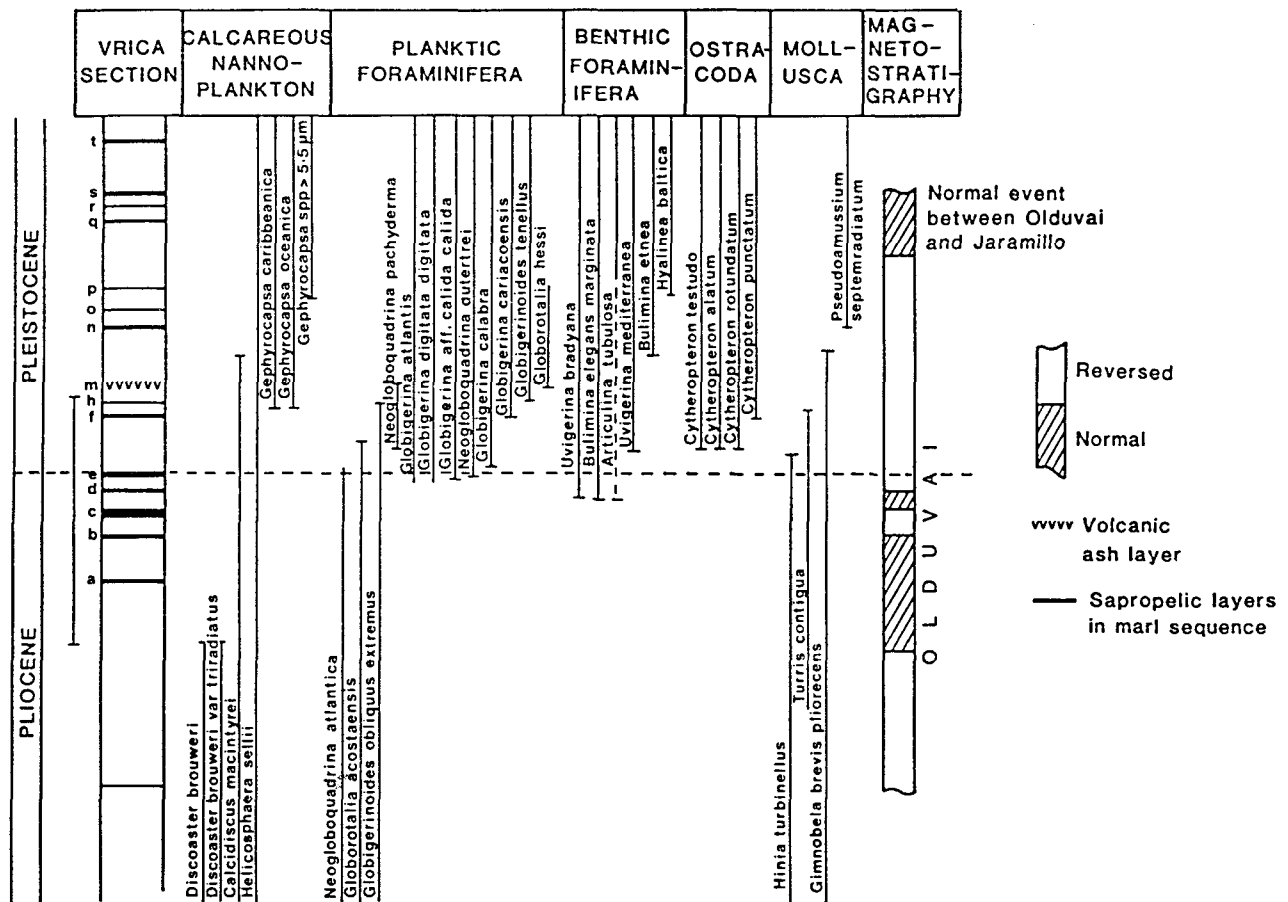 VRICA
SECTION
CALCAREOUS
NANNO-
PLANKTON
PLANKTIC
FORAMINIFERA
BENTHIC
FORAMIN-
IFERA
OSTRA-
CODA
MOLL-
USCA
MAG-
NETO-
STRATI-
GRAPHY
PLEISTOCENE
PLIOCENE
t
s
r
q
p
o
n
m
vvvvvv
h
f
e
d
c
b
a
Discoaster brouweri
Discoaster brouweri var triradiatus
Calcidiscus macintyrei
Helicosphaera sellii
Gephyrocapsa caribbeanica
Gephyrocapsa oceanica
Gephyrocapsa spp > 5·5 µm
Neogloboquadrina atlantica
Globorotalia acostaensis
Globigerinoides obliquus extremus
Neogloboquadrina pachyderma
Globigerina atlantis
Globigerina digitata digitata
Globigerina aff. calida calida
Neogloboquadrina dutertrei
Globigerina calabra
Globigerina cariacoensis
Globigerinoides tenellus
Globorotalia hessi
Uvigerina bradyana
Bulimina elegans marginata
Articulina tubulosa
Uvigerina mediterranea
Bulimina etnea
Hyalinea baltica
Cytheropteron testudo
Cytheropteron alatum
Cytheropteron rotundatum
Cytheropteron punctatum
Hinia turbinellus
Turris contigua
Gimnobela brevis pliorecens
Pseudoamussium
septemradiatum
OLDUVAI
Normal event
between Olduvai
and Jaramillo
Reversed
Normal
vvvvv Volcanic
ash layer
Sapropelic layers
in marl sequence